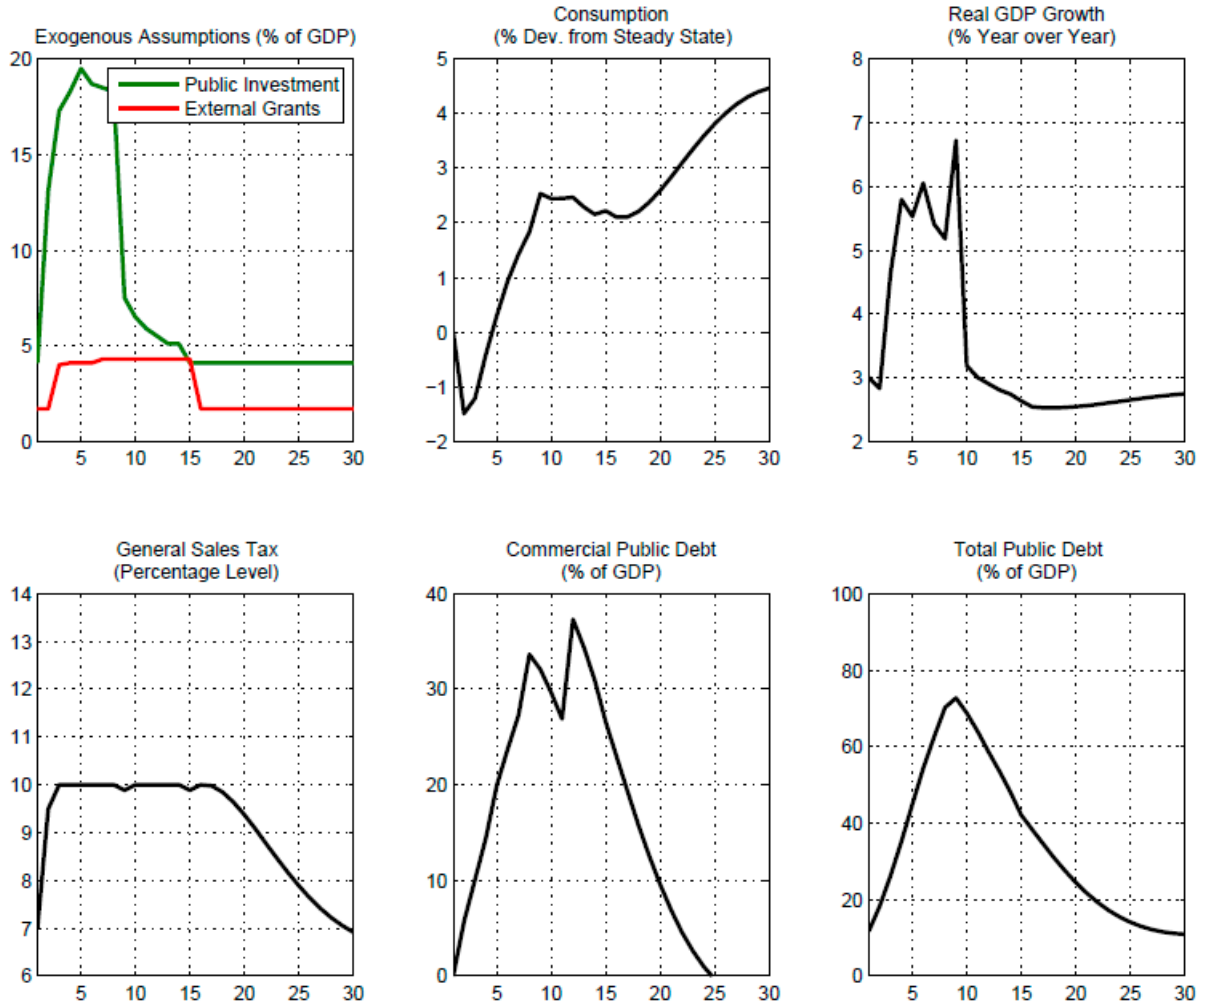 Exogenous Assumptions (% of GDP)
Public Investment
External Grants
20
15
10
5
0
5 10 15 20 25 30
Consumption
(% Dev. from Steady State)
5
4
3
2
1
0
−1
−2
5 10 15 20 25 30
Real GDP Growth
(% Year over Year)
8
7
6
5
4
3
2
5 10 15 20 25 30
General Sales Tax
(Percentage Level)
14
13
12
11
10
9
8
7
6
5 10 15 20 25 30
Commercial Public Debt
(% of GDP)
40
30
20
10
0
5 10 15 20 25 30
Total Public Debt
(% of GDP)
100
80
60
40
20
0
5 10 15 20 25 30